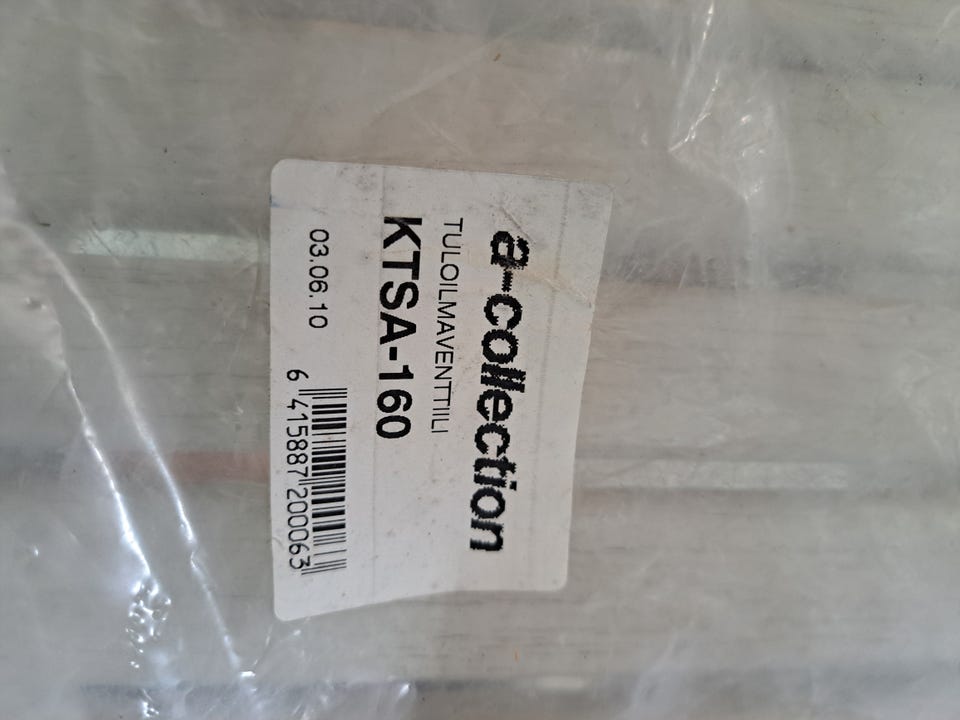 a-collection
TULOILMAVENTTIILI
KTSA-160
03.06.10
6 415887 200063